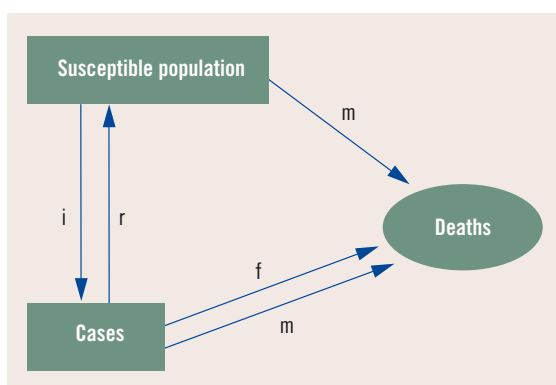 Susceptible population
m
i
r
Deaths
f
Cases
m